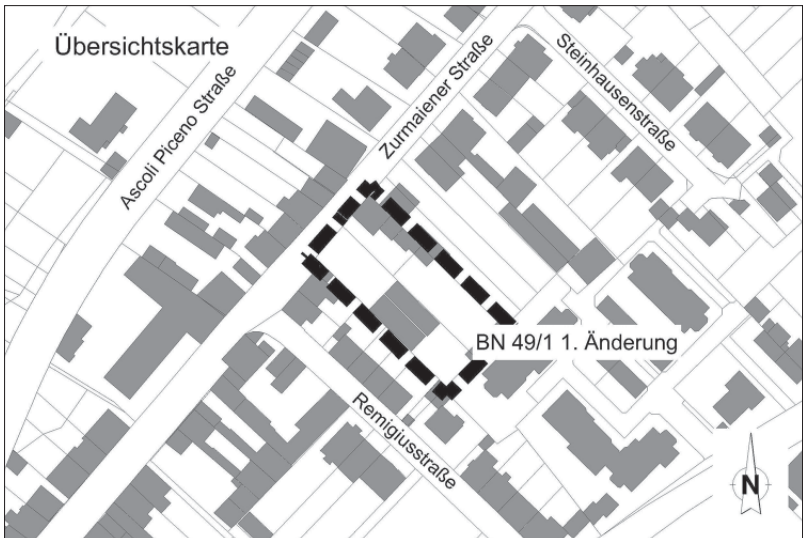 Übersichtskarte
Ascoli Piceno Straße
Zurmaiener Straße
Steinhausenstraße
BN 49/1 1. Änderung
Remigiusstraße
N